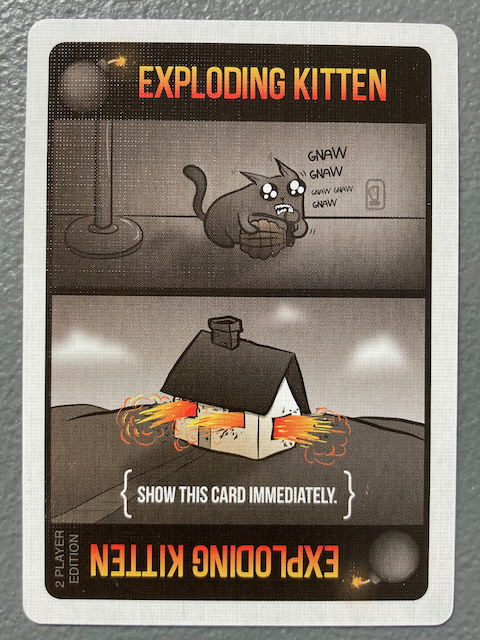 EXPLODING KITTEN
GNAW
GNAW
GNAW GNAW
GNAW
{ SHOW THIS CARD IMMEDIATELY. }
2 PLAYER
EDITION
EXPLODING KITTEN